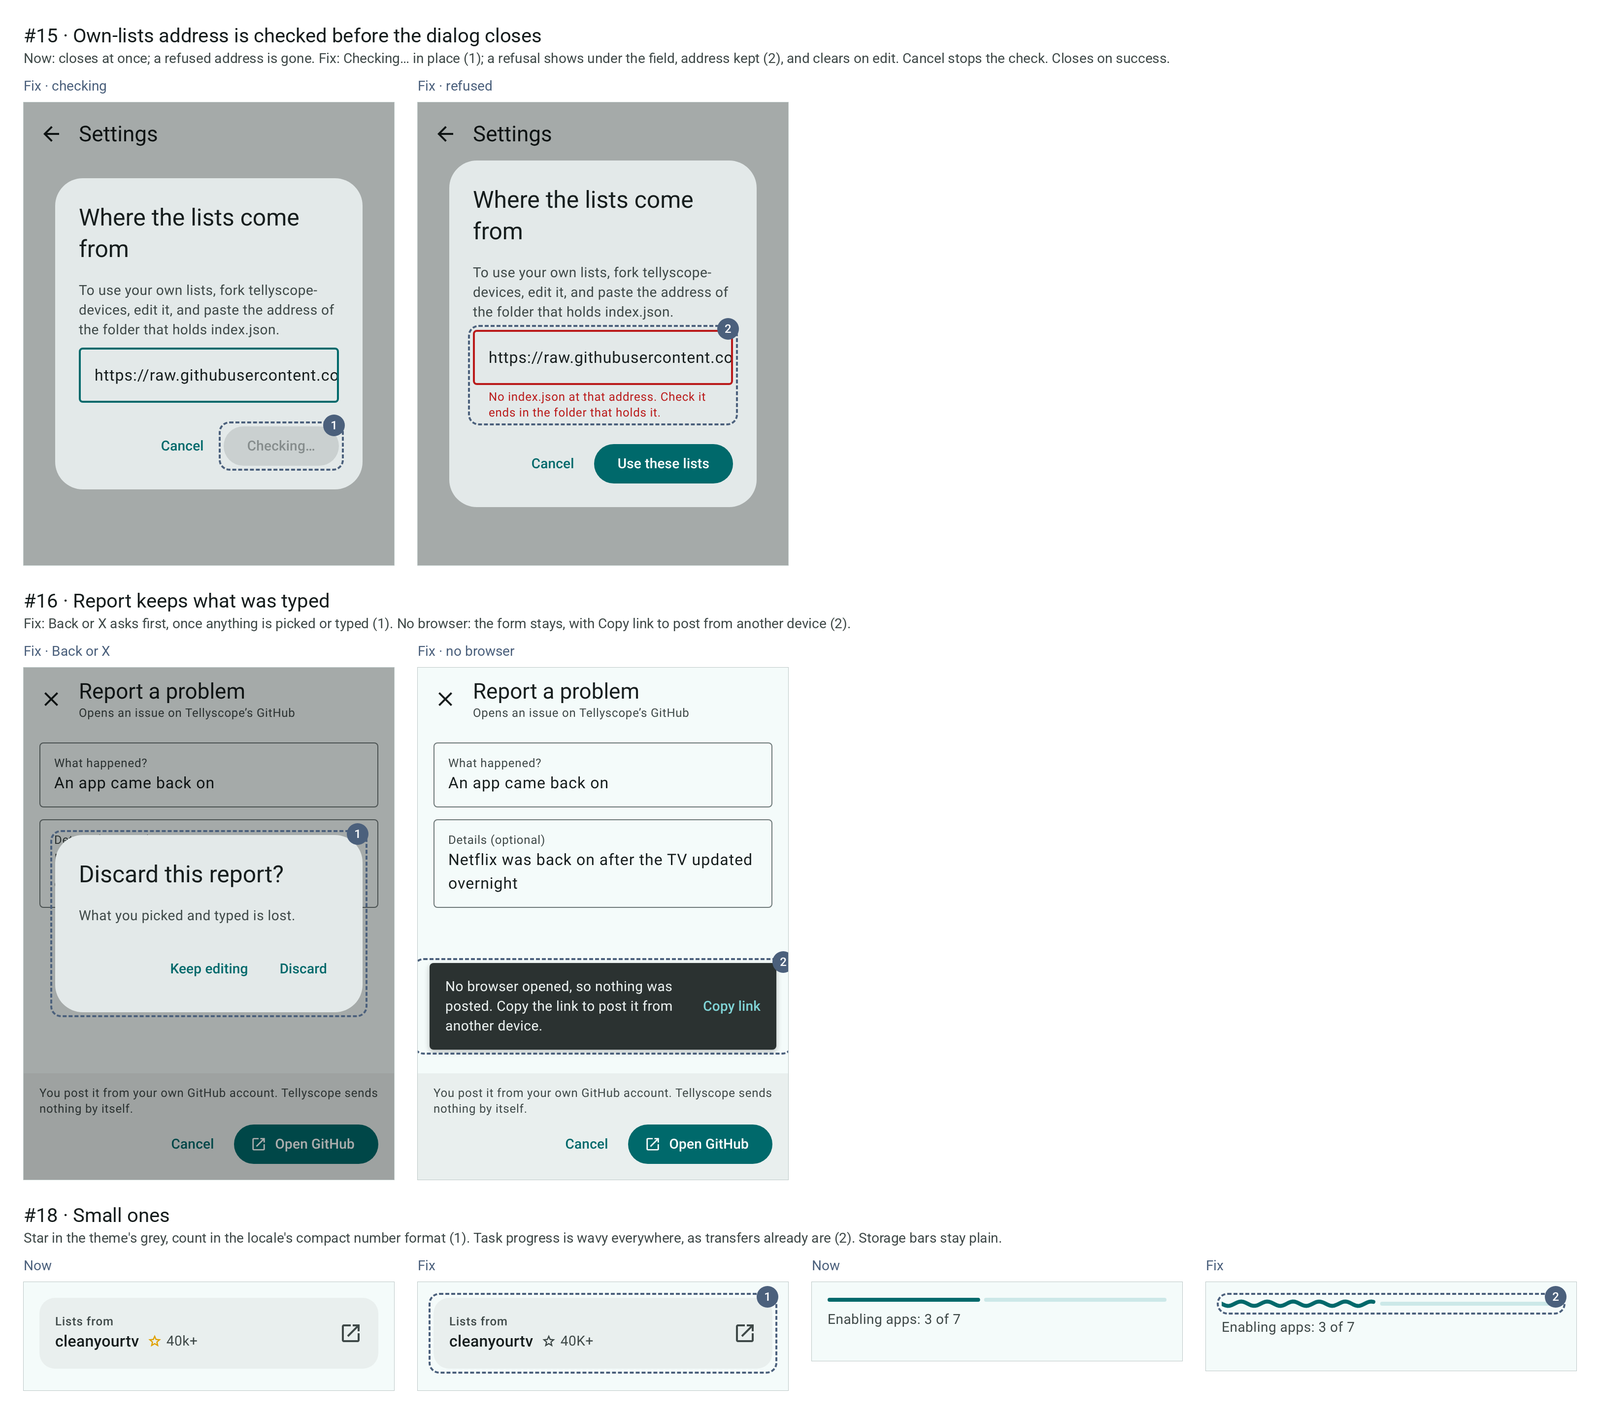 #15 · Own-lists address is checked before the dialog closes
Now: closes at once; a refused address is gone. Fix: Checking… in place (1); a refusal shows under the field, address kept (2), and clears on edit. Cancel stops the check. Closes on success.
Fix · checking
Settings
Where the lists come
from
To use your own lists, fork tellyscope-
devices, edit it, and paste the address of
the folder that holds index.json.
https://raw.githubusercontent.co
1
Cancel
Checking…
Fix · refused
Settings
Where the lists come
from
To use your own lists, fork tellyscope-
devices, edit it, and paste the address of
the folder that holds index.json.
2
https://raw.githubusercontent.co
No index.json at that address. Check it
ends in the folder that holds it.
Cancel
Use these lists
#16 · Report keeps what was typed
Fix: Back or X asks first, once anything is picked or typed (1). No browser: the form stays, with Copy link to post from another device (2).
Fix · Back or X
Report a problem
Opens an issue on Tellyscope’s GitHub
What happened?
An app came back on
De
1
Discard this report?
What you picked and typed is lost.
Keep editing
Discard
You post it from your own GitHub account. Tellyscope sends
nothing by itself.
Cancel
Open GitHub
Fix · no browser
Report a problem
Opens an issue on Tellyscope’s GitHub
What happened?
An app came back on
Details (optional)
Netflix was back on after the TV updated
overnight
2
No browser opened, so nothing was
posted. Copy the link to post it from
another device.
Copy link
You post it from your own GitHub account. Tellyscope sends
nothing by itself.
Cancel
Open GitHub
#18 · Small ones
Star in the theme's grey, count in the locale's compact number format (1). Task progress is wavy everywhere, as transfers already are (2). Storage bars stay plain.
Now
Lists from
cleanyourtv ☆ 40k+
Fix
1
Lists from
cleanyourtv ☆ 40K+
Now
Enabling apps: 3 of 7
Fix
2
Enabling apps: 3 of 7